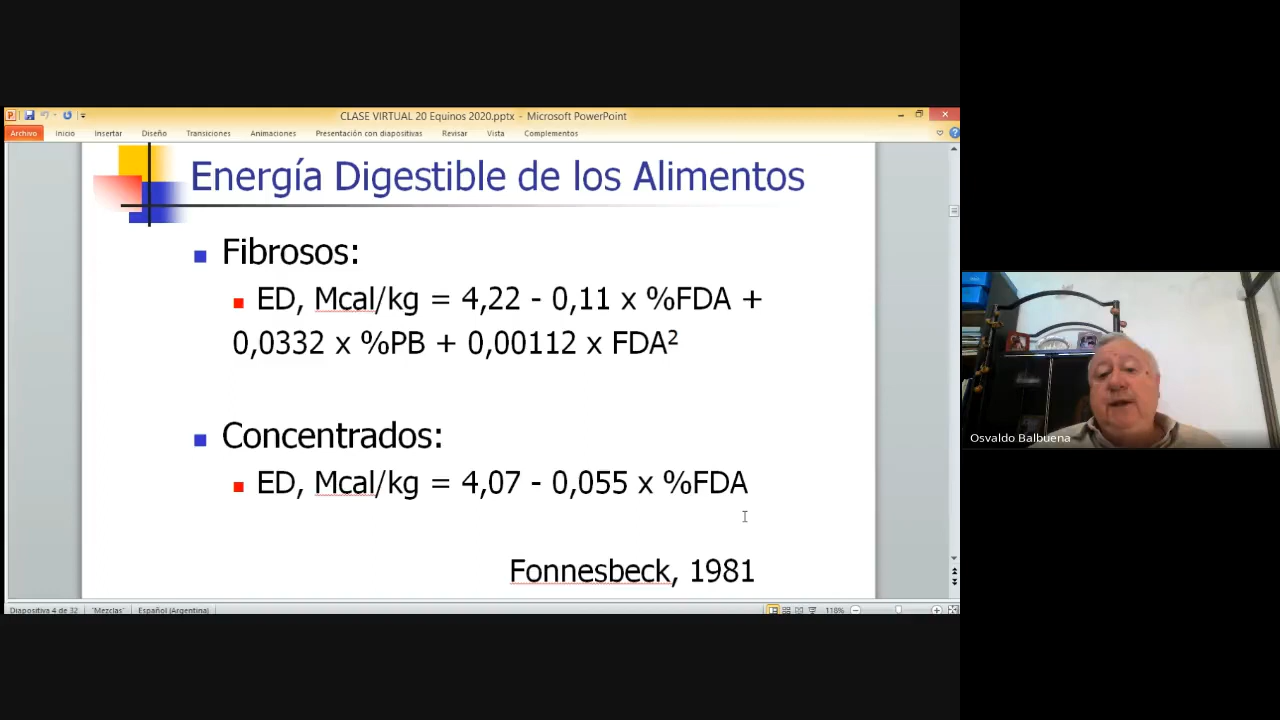 CLASE VIRTUAL 20 Equinos 2020.pptx - Microsoft PowerPoint
Archivo Inicio Insertar Diseño Transiciones Animaciones Presentación con diapositivas Revisar Vista Complementos
Energía Digestible de los Alimentos
Fibrosos:
ED, Mcal/kg = 4,22 - 0,11 x %FDA +
0,0332 x %PB + 0,00112 x FDA²
Concentrados:
ED, Mcal/kg = 4,07 - 0,055 x %FDA
Fonnesbeck, 1981
Osvaldo Balbuena
Diapositiva 4 de 32 "Mezclas" Español (Argentina) 118%